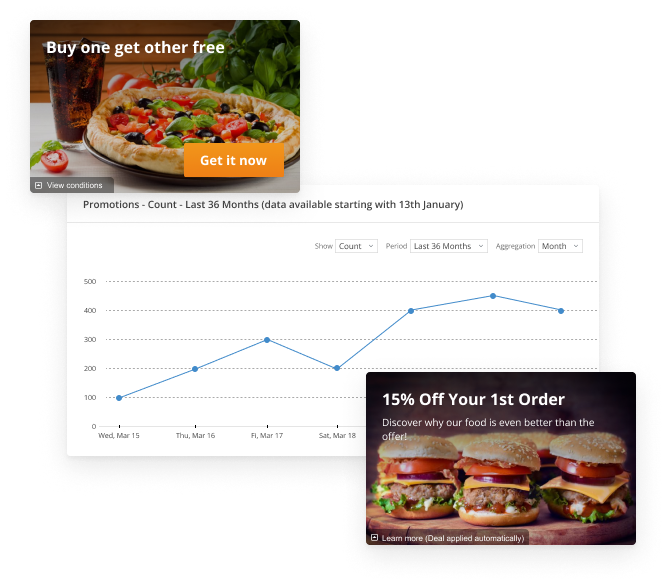 Buy one get other free
Get it now
View conditions
Promotions - Count - Last 36 Months (data available starting with 13th January)
Show Count Period Last 36 Months Aggregation Month
500
400
300
200
100
0
Wed, Mar 15 Thu, Mar 16 Fi, Mar 17 Sat, Mar 18
15% Off Your 1st Order
Discover why our food is even better than the
offer!
Learn more (Deal applied automatically)